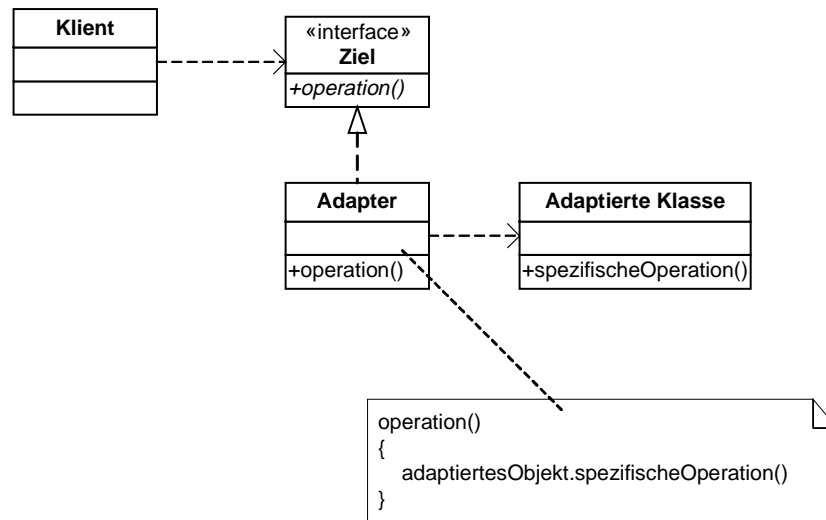 Klient
«interface»
Ziel
+operation()
Adapter
+operation()
Adaptierte Klasse
+spezifischeOperation()
operation()
{
adaptiertesObjekt.spezifischeOperation()
}